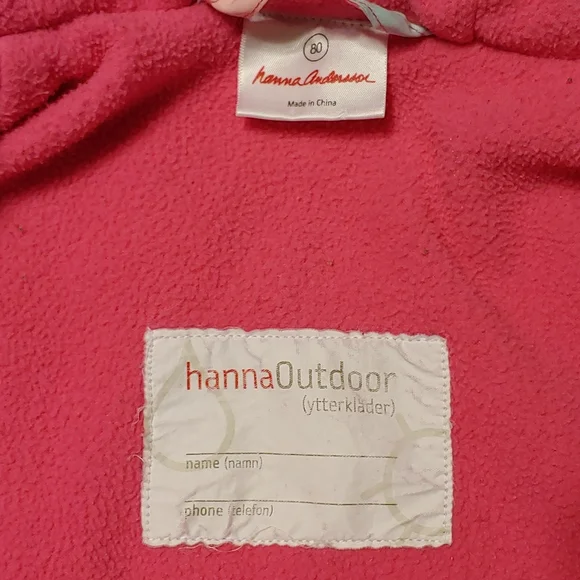 80
hanna Andersson
Made in China
hannaOutdoor
(ytterkläder)
name (namn)
phone (telefon)